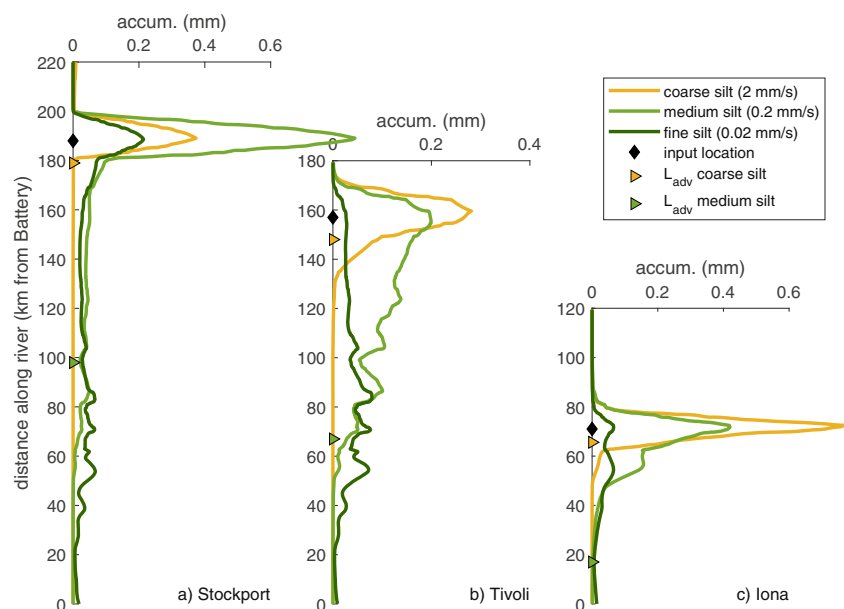 accum. (mm)
0 0.2 0.4 0.6
220
200
180
160
140
120
100
80
60
40
20
0
distance along river (km from Battery)
a) Stockport
accum. (mm)
0 0.2 0.4
180
160
140
120
100
80
60
40
20
0
b) Tivoli
coarse silt (2 mm/s)
medium silt (0.2 mm/s)
fine silt (0.02 mm/s)
input location
Ladv coarse silt
Ladv medium silt
accum. (mm)
0 0.2 0.4 0.6
120
100
80
60
40
20
0
c) Iona